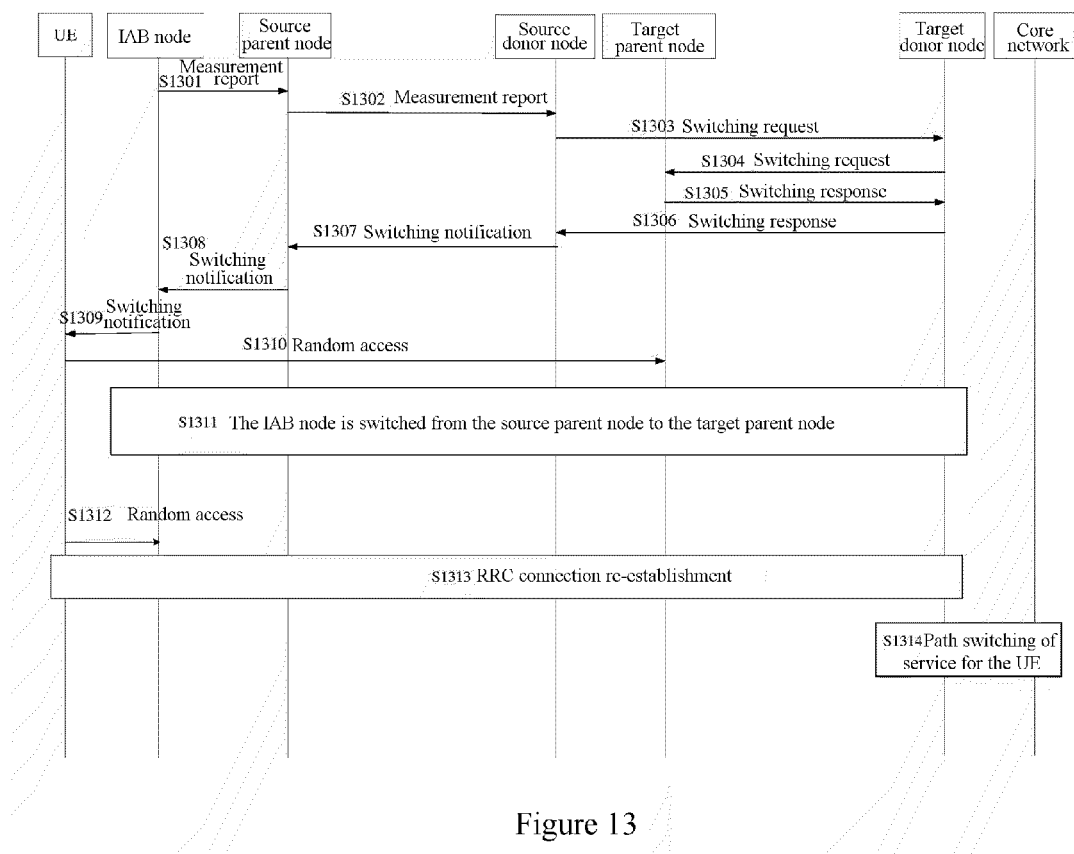 UE
IAB node
Source
parent node
Source
donor node
Target
parent node
Target
donor node
Core
network
S1301
Measurement
report
S1302 Measurement report
S1303 Switching request
S1304 Switching request
S1305 Switching response
S1306 Switching response
S1307 Switching notification
S1308
Switching
notification
S1309
Switching
notification
S1310 Random access
S1311 The IAB node is switched from the source parent node to the target parent node
S1312 Random access
S1313 RRC connection re-establishment
S1314Path switching of
service for the UE
Figure 13